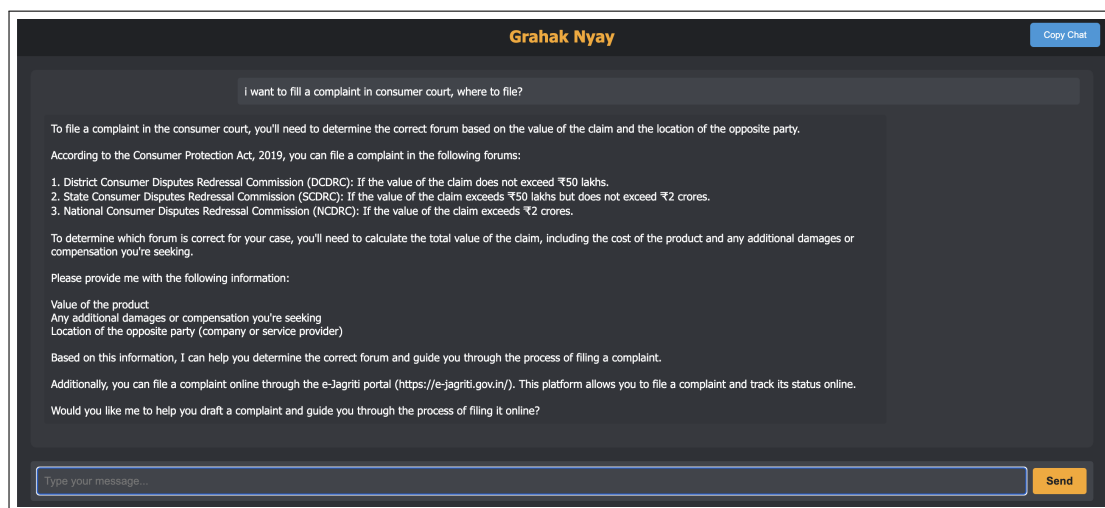 Grahak Nyay
Copy Chat
i want to fill a complaint in consumer court, where to file?
To file a complaint in the consumer court, you'll need to determine the correct forum based on the value of the claim and the location of the opposite party.
According to the Consumer Protection Act, 2019, you can file a complaint in the following forums:
1. District Consumer Disputes Redressal Commission (DCDRC): If the value of the claim does not exceed ₹50 lakhs.
2. State Consumer Disputes Redressal Commission (SCDRC): If the value of the claim exceeds ₹50 lakhs but does not exceed ₹2 crores.
3. National Consumer Disputes Redressal Commission (NCDRC): If the value of the claim exceeds ₹2 crores.
To determine which forum is correct for your case, you'll need to calculate the total value of the claim, including the cost of the product and any additional damages or
compensation you're seeking.
Please provide me with the following information:
Value of the product
Any additional damages or compensation you're seeking
Location of the opposite party (company or service provider)
Based on this information, I can help you determine the correct forum and guide you through the process of filing a complaint.
Additionally, you can file a complaint online through the e-Jagriti portal (https://e-jagriti.gov.in/). This platform allows you to file a complaint and track its status online.
Would you like me to help you draft a complaint and guide you through the process of filing it online?
Type your message...
Send